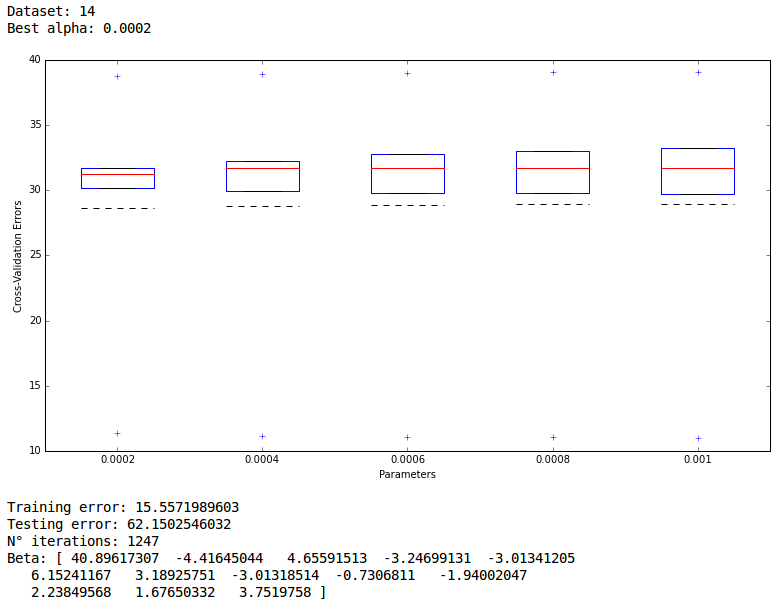 Dataset: 14
Best alpha: 0.0002
40
35
30
25
20
15
10
Cross-Validation Errors
0.0002 0.0004 0.0006 0.0008 0.001
Parameters
Training error: 15.5571989603
Testing error: 62.1502546032
N° iterations: 1247
Beta: [ 40.89617307 -4.41645044 4.65591513 -3.24699131 -3.01341205
6.15241167 3.18925751 -3.01318514 -0.7306811 -1.94002047
2.23849568 1.67650332 3.7519758 ]